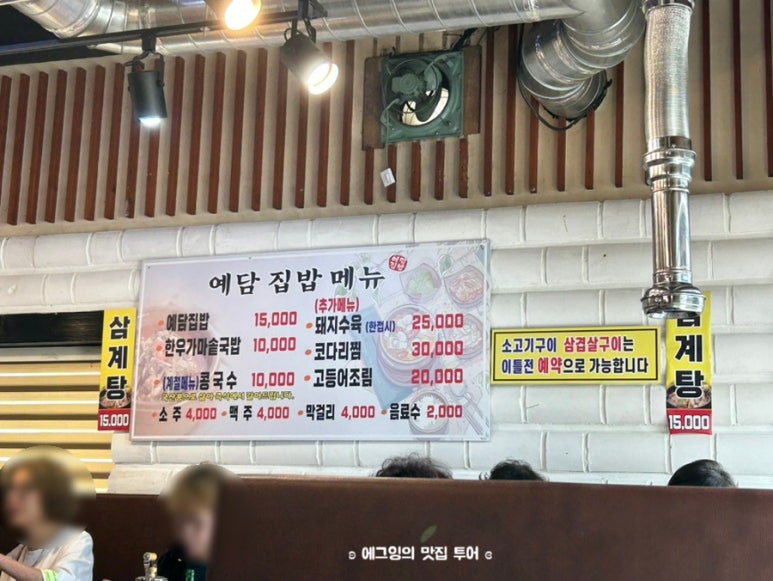 예담 집밥 메뉴
(추가메뉴)
예담집밥 15,000
돼지수육 (한접시) 25,000
한우가마솥국밥 10,000
코다리찜 30,000
(계절메뉴) 콩국수 10,000
고등어조림 20,000
소 주 4,000 맥 주 4,000 막걸리 4,000 음료수 2,000
삼계탕
15,000
소고기구이 삼겹살구이는
이틀전 예약으로 가능합니다
삼계탕
15,000
에그잉의 맛집 투어